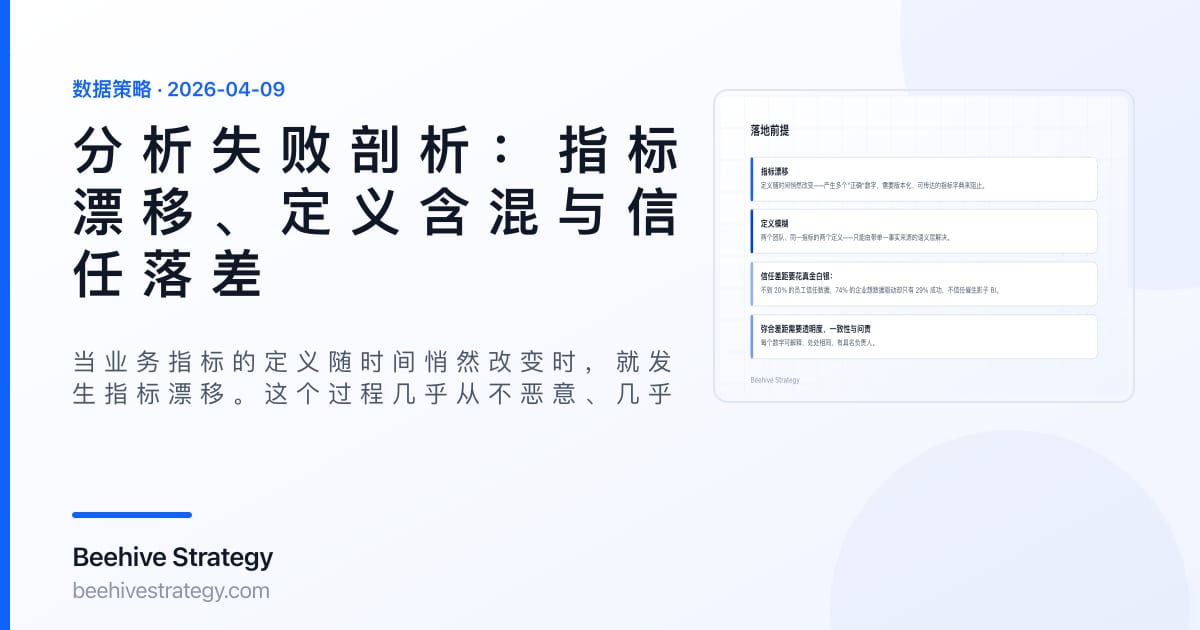 数据策略 · 2026-04-09
分析失败剖析：指标
漂移、定义含混与信
任落差
当业务指标的定义随时间悄然改变时，就发
生指标漂移。这个过程几乎从不恶意、几乎
Beehive Strategy
beehivestrategy.com
落地前提
指标漂移
定义随时间悄然改变——产生多个"正确"数字，需要版本化、可传达的指标字典来阻止。
定义模糊
两个团队、同一指标的两个定义——只能由带单一事实来源的语义层解决。
信任差距要花真金白银：
不到 20% 的员工信任数据，74% 的企业想数据驱动却只有 29% 成功，不信任催生影子 BI。
弥合差距需要透明度、一致性与问责
每个数字可解释、处处相同、有具名负责人。
Beehive Strategy